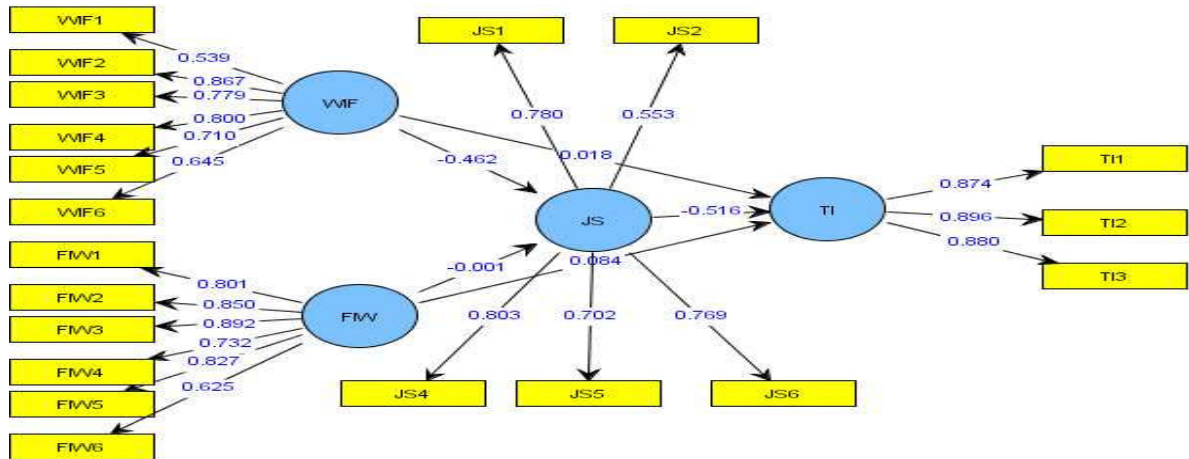 WIF1
WIF2
WIF3
WIF4
WIF5
WIF6
0.539
0.867
0.779
0.800
0.710
0.645
WIF
JS1
JS2
0.780
0.553
-0.462
0.018
JS
-0.516
TI
0.874
0.896
0.880
TI1
TI2
TI3
FIW1
FIW2
FIW3
FIW4
FIW5
FIW6
0.801
0.850
0.892
0.732
0.827
0.625
FIW
-0.001
0.084
0.803
0.702
0.769
JS4
JS5
JS6